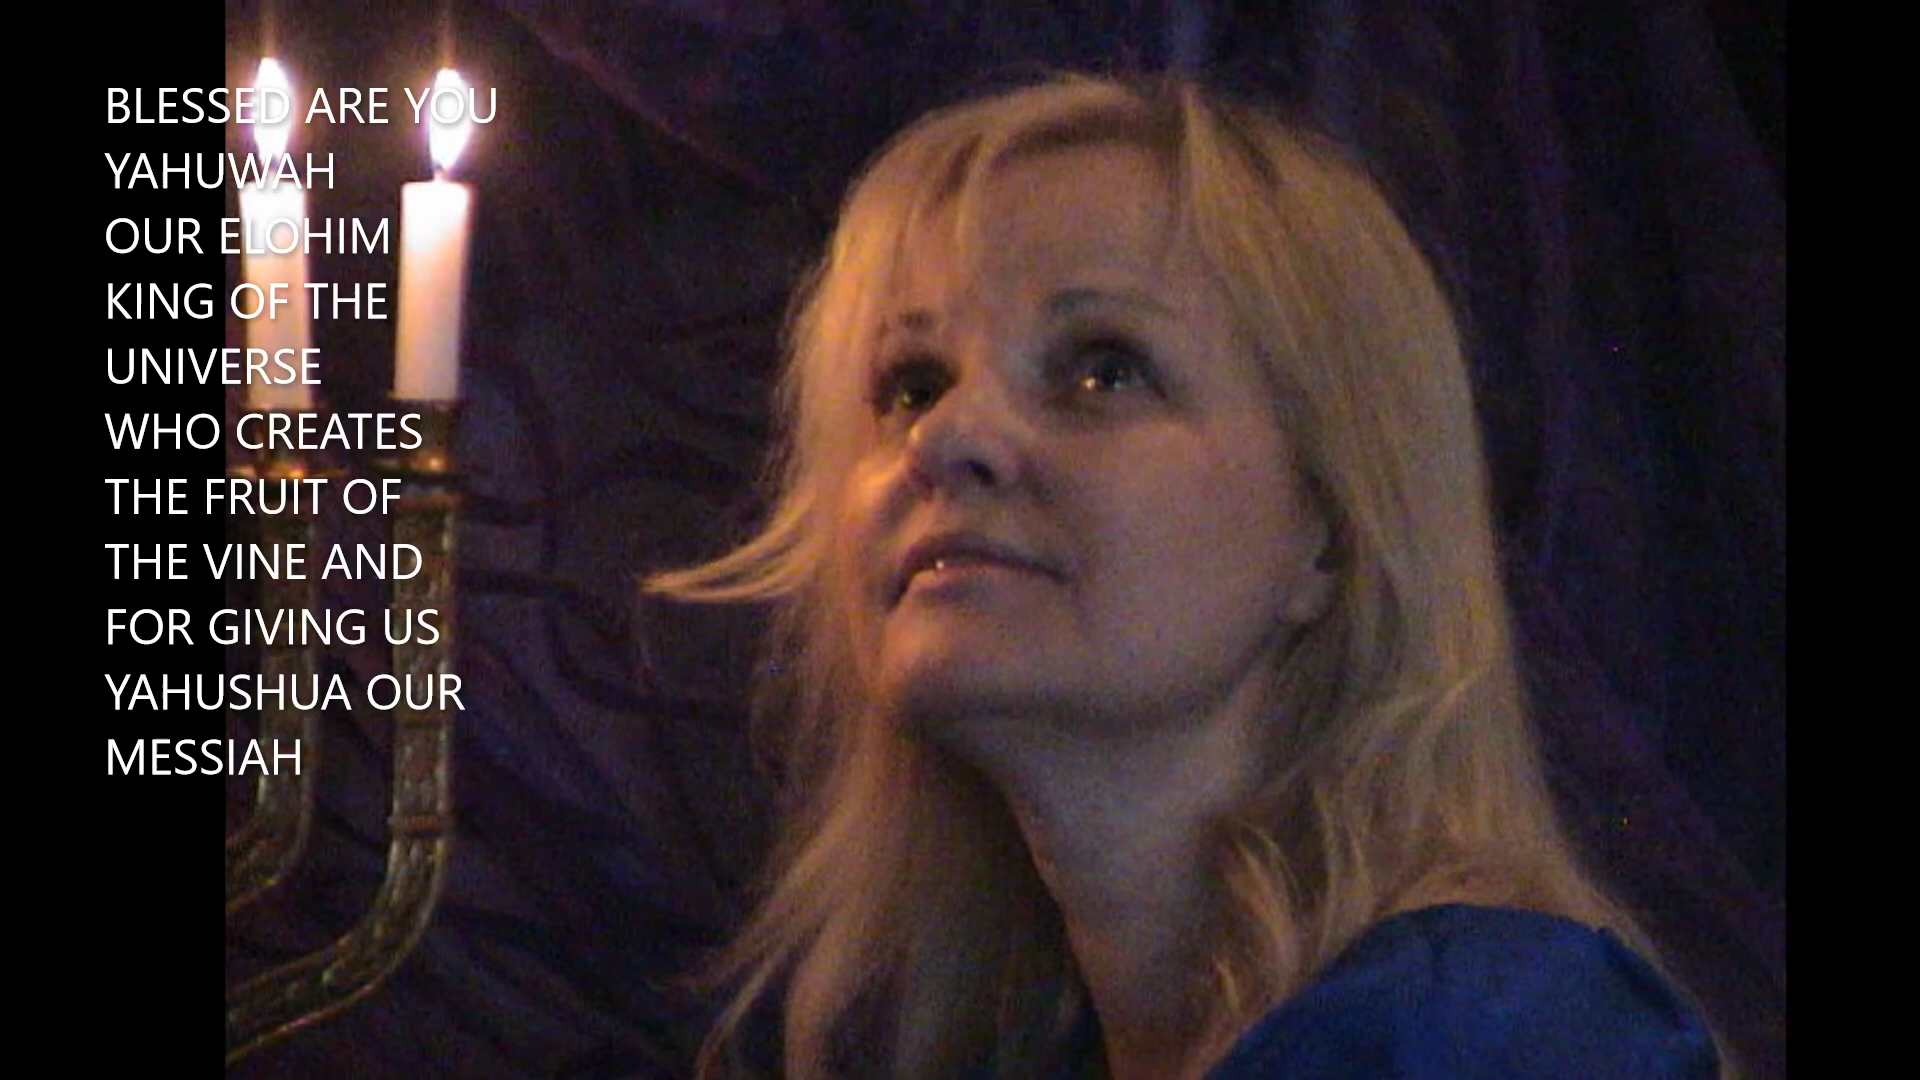 BLESSED ARE YOU
YAHUWAH
OUR ELOHIM
KING OF THE
UNIVERSE
WHO CREATES
THE FRUIT OF
THE VINE AND
FOR GIVING US
YAHUSHUA OUR
MESSIAH